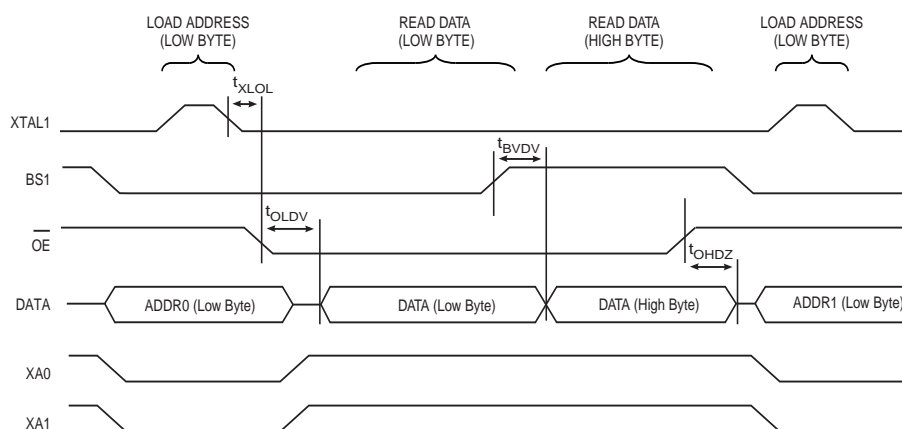 LOAD ADDRESS
(LOW BYTE)
READ DATA
(LOW BYTE)
READ DATA
(HIGH BYTE)
LOAD ADDRESS
(LOW BYTE)
tXLOL
XTAL1
tBVDV
BS1
tOLDV
OE
tOHDZ
DATA
ADDR0 (Low Byte)
DATA (Low Byte)
DATA (High Byte)
ADDR1 (Low Byte)
XA0
XA1